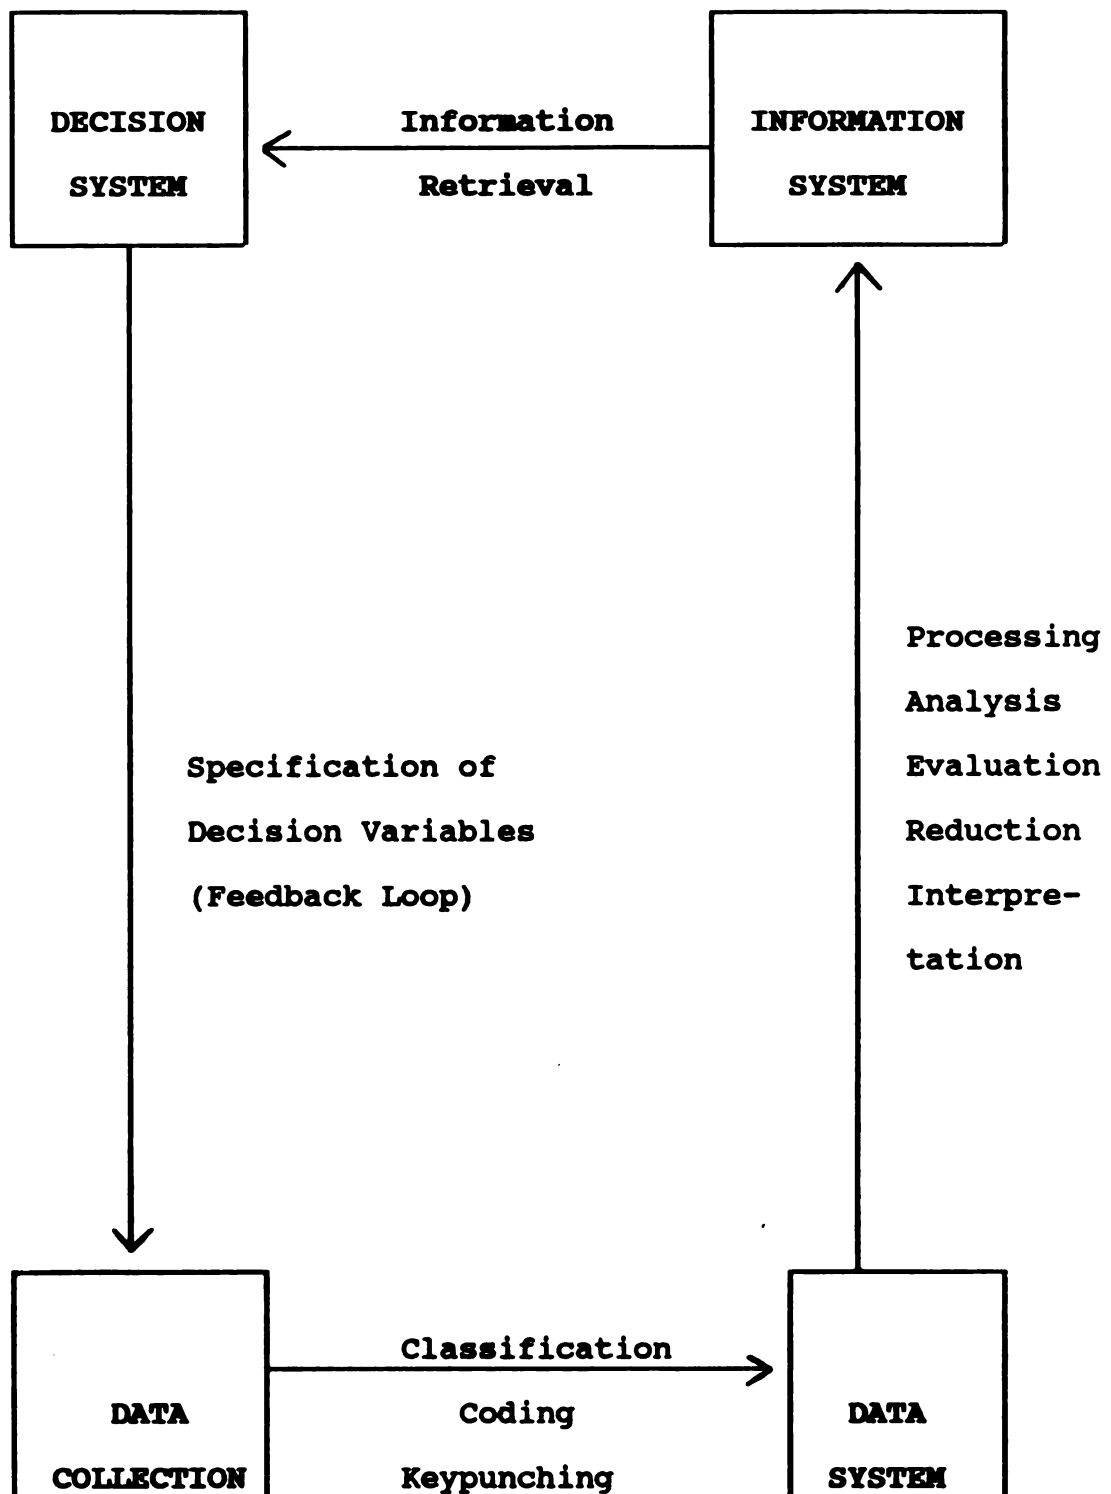 DECISION
SYSTEM
Information
Retrieval
INFORMATION
SYSTEM
Specification of
Decision Variables
(Feedback Loop)
Processing
Analysis
Evaluation
Reduction
Interpre-
tation
DATA
COLLECTION
Classification
Coding
Keypunching
DATA
SYSTEM